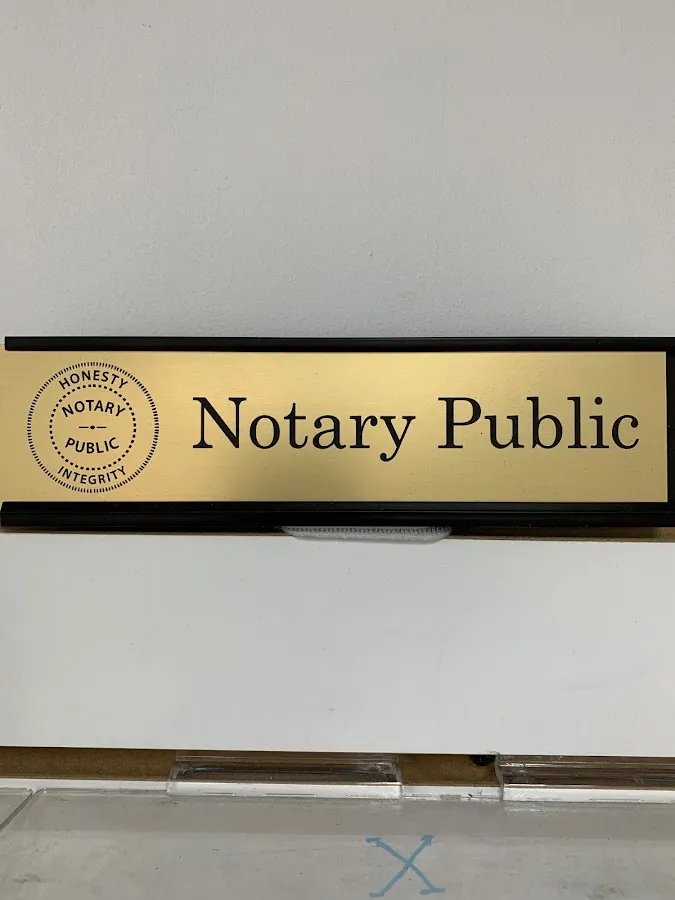 HONESTY
NOTARY
PUBLIC
INTEGRITY
Notary Public
X